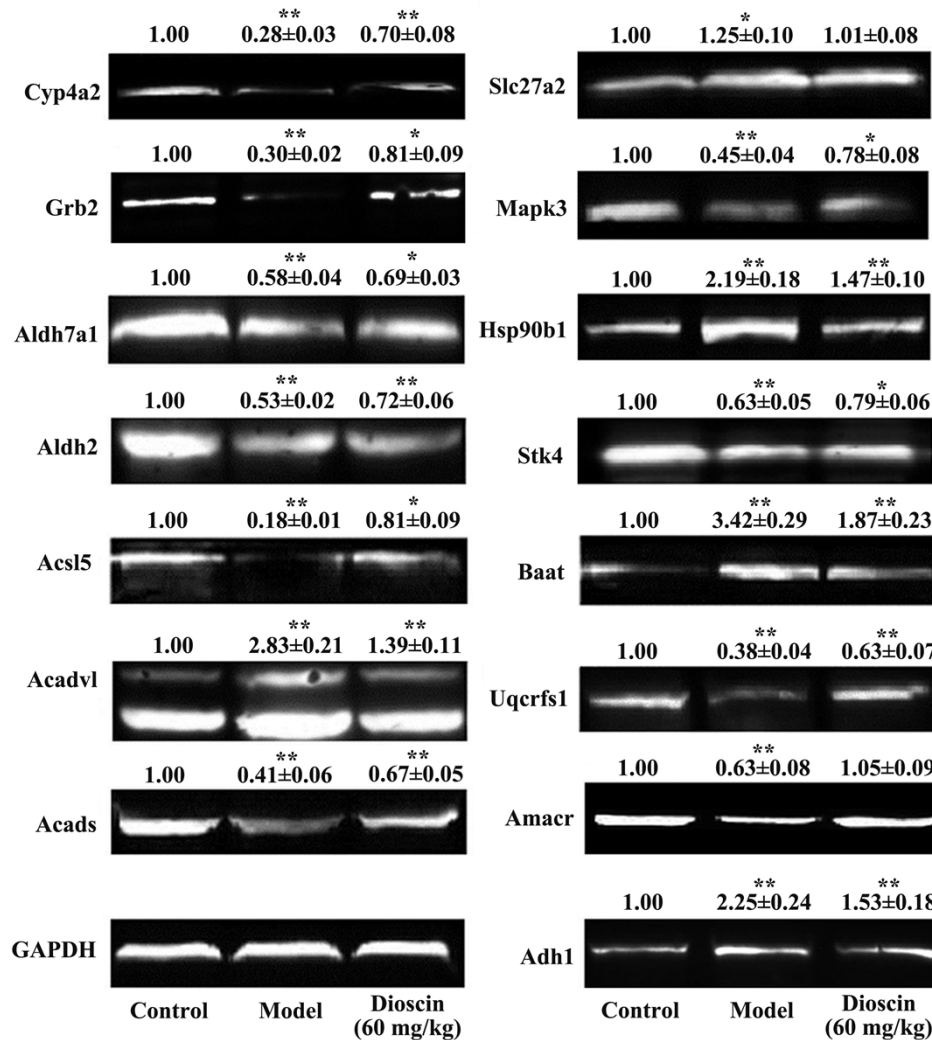 ** **
1.00 0.28±0.03 0.70±0.08
Cyp4a2
** *
1.00 0.30±0.02 0.81±0.09
Grb2
** *
1.00 0.58±0.04 0.69±0.03
Aldh7a1
** **
1.00 0.53±0.02 0.72±0.06
Aldh2
** *
1.00 0.18±0.01 0.81±0.09
Acsl5
** **
1.00 2.83±0.21 1.39±0.11
Acadvl
** **
1.00 0.41±0.06 0.67±0.05
Acads
GAPDH
Control Model Dioscin
(60 mg/kg)
*
1.00 1.25±0.10 1.01±0.08
Slc27a2
** *
1.00 0.45±0.04 0.78±0.08
Mapk3
** **
1.00 2.19±0.18 1.47±0.10
Hsp90b1
** *
1.00 0.63±0.05 0.79±0.06
Stk4
** **
1.00 3.42±0.29 1.87±0.23
Baat
** **
1.00 0.38±0.04 0.63±0.07
Uqcrfs1
**
1.00 0.63±0.08 1.05±0.09
Amacr
** **
1.00 2.25±0.24 1.53±0.18
Adh1
Control Model Dioscin
(60 mg/kg)